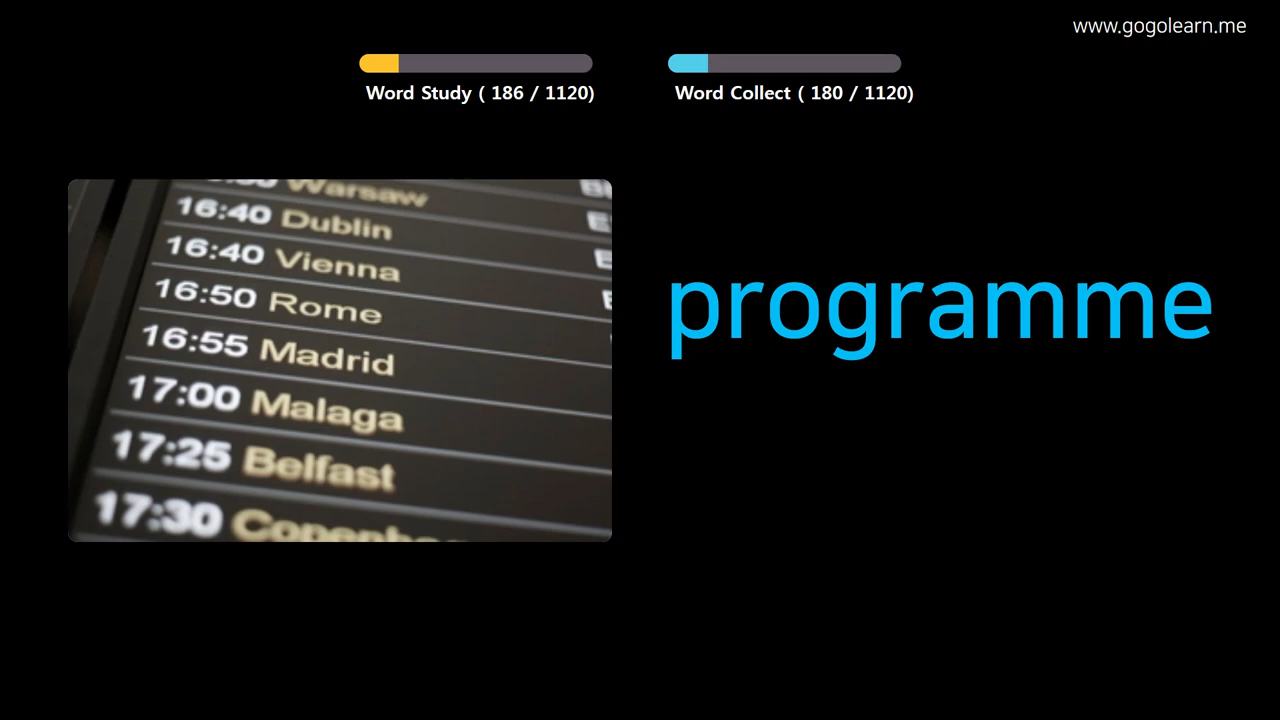 www.gogolearn.me
Word Study ( 186 / 1120)
Word Collect ( 180 / 1120)
Warsaw
16:40 Dublin
16:40 Vienna
16:50 Rome
16:55 Madrid
17:00 Malaga
17:25 Belfast
17:30
programme